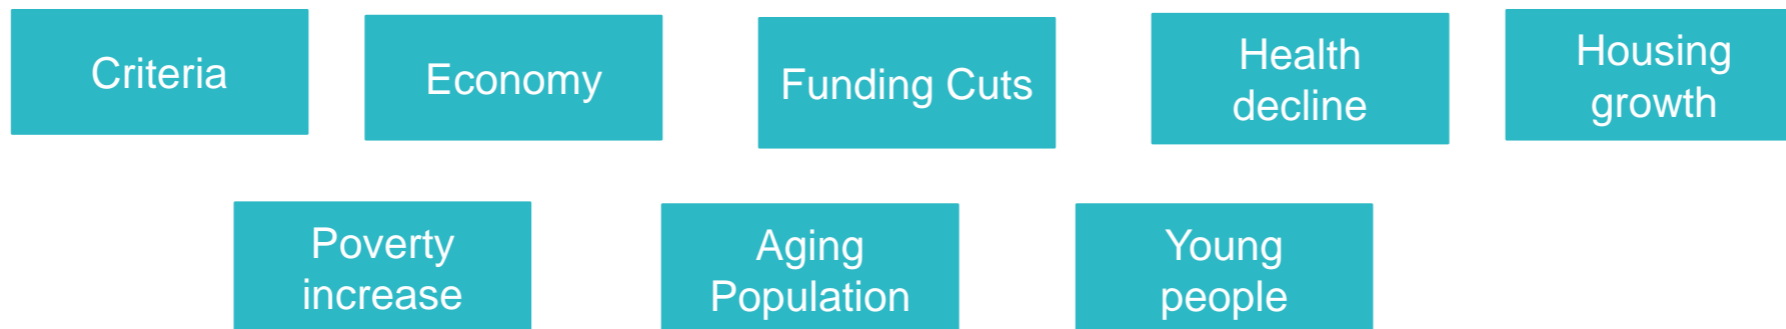 Criteria
Economy
Funding Cuts
Health
decline
Housing
growth
Poverty
increase
Aging
Population
Young
people